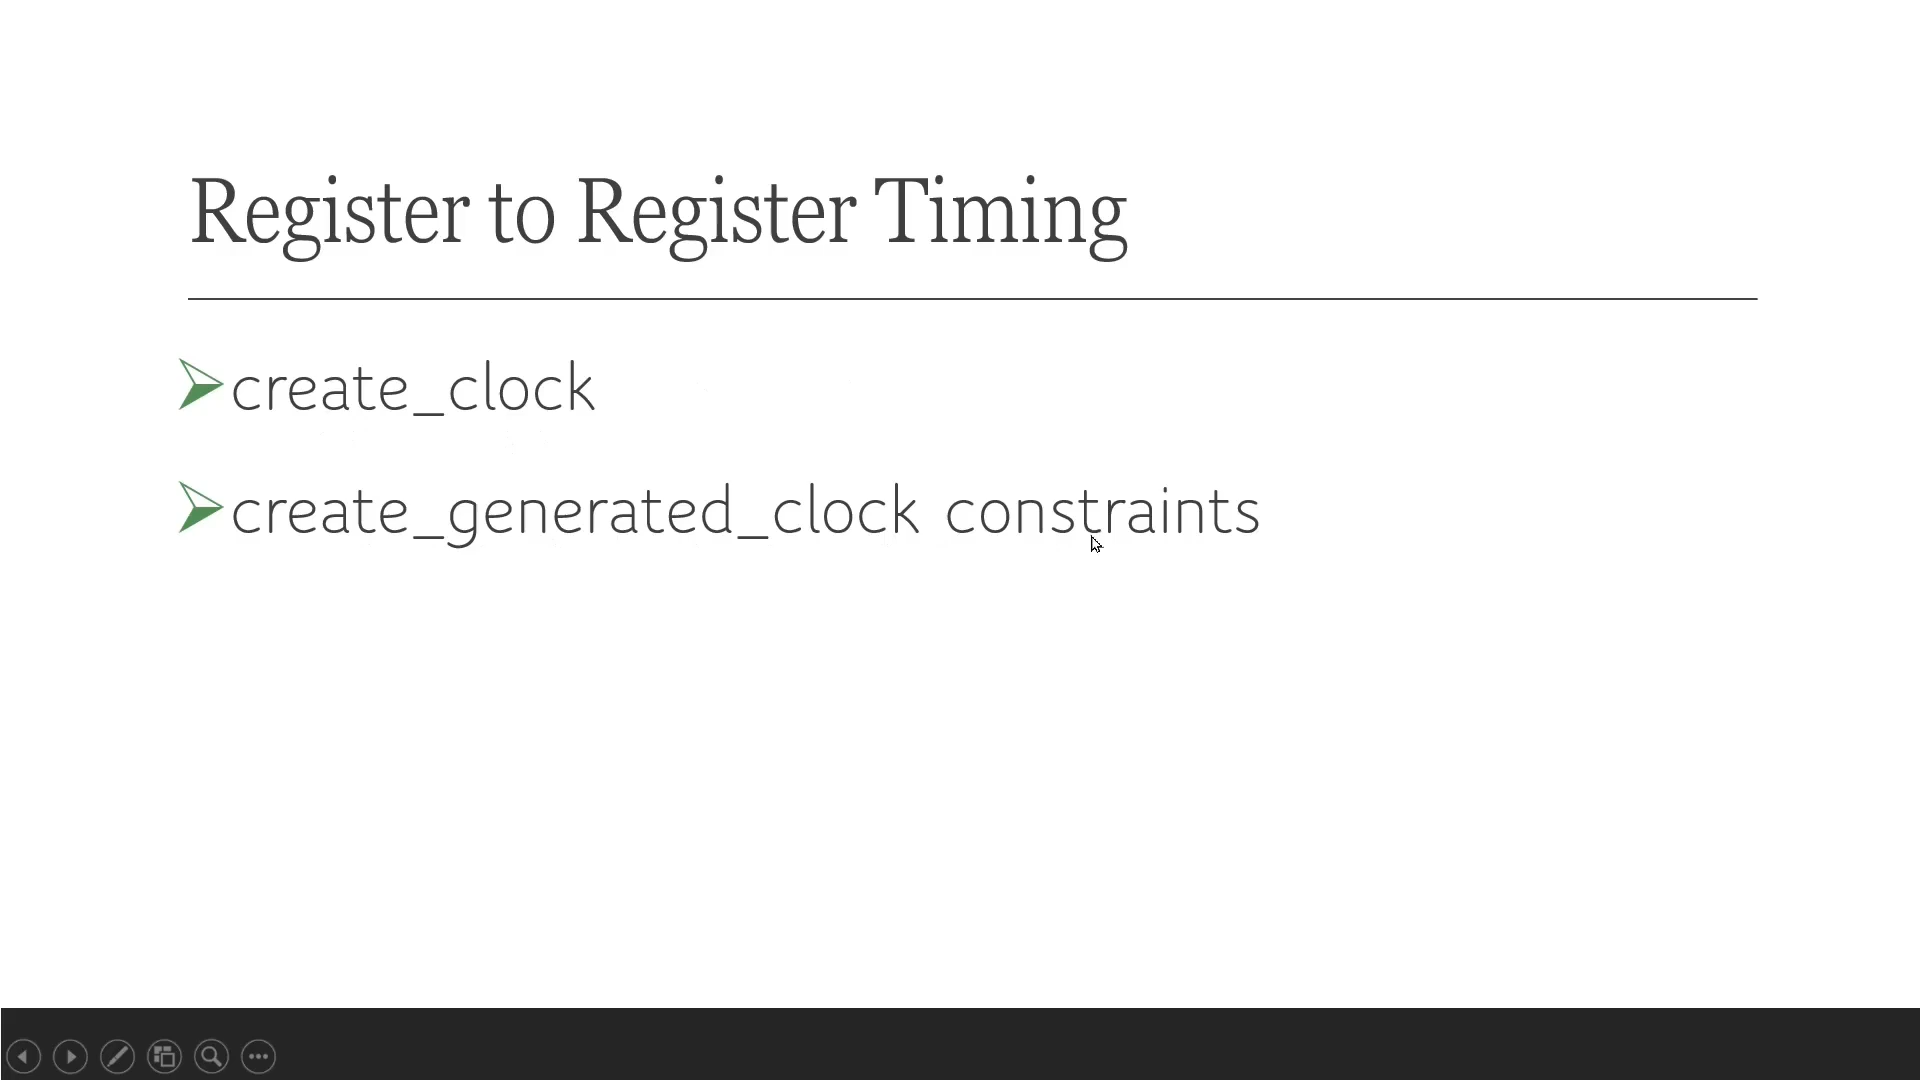 Register to Register Timing
create_clock
create_generated_clock constraints